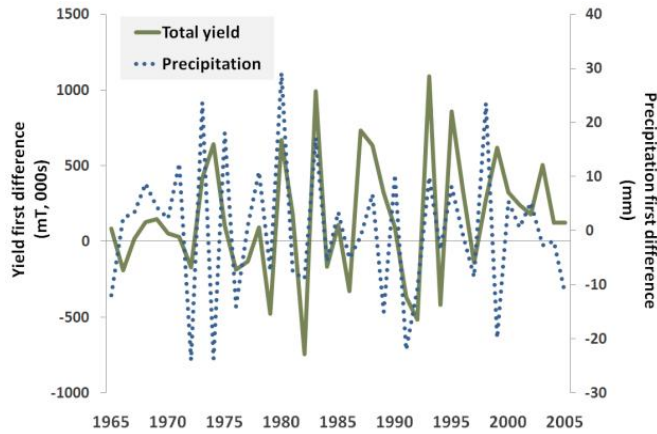 Total yield
Precipitation
Yield first difference
(mT, 000s)
1500
1000
500
0
-500
-1000
40
30
20
10
0
-10
-20
-30
Precipitation first difference
(mm)
1965 1970 1975 1980 1985 1990 1995 2000 2005